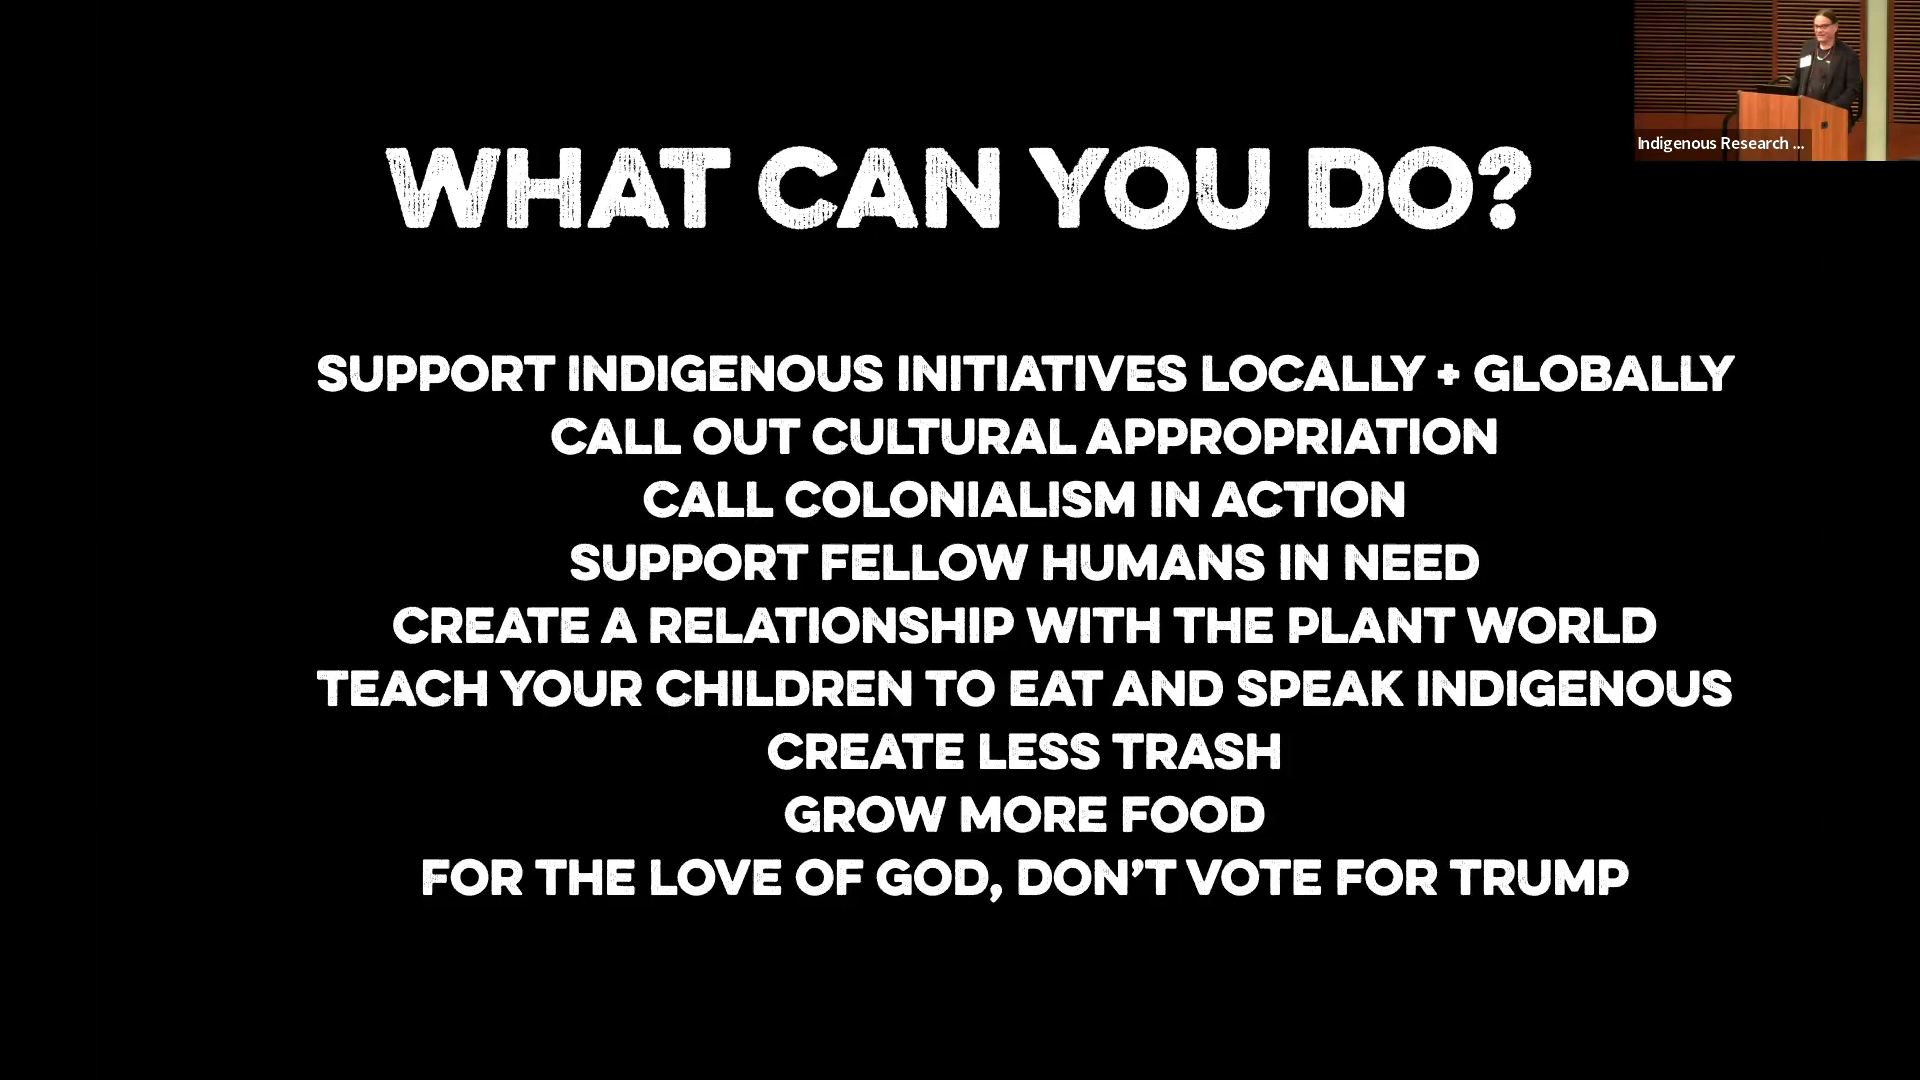 WHAT CAN YOU DO?
SUPPORT INDIGENOUS INITIATIVES LOCALLY + GLOBALLY
CALL OUT CULTURAL APPROPRIATION
CALL COLONIALISM IN ACTION
SUPPORT FELLOW HUMANS IN NEED
CREATE A RELATIONSHIP WITH THE PLANT WORLD
TEACH YOUR CHILDREN TO EAT AND SPEAK INDIGENOUS
CREATE LESS TRASH
GROW MORE FOOD
FOR THE LOVE OF GOD, DON’T VOTE FOR TRUMP
Indigenous Research ...